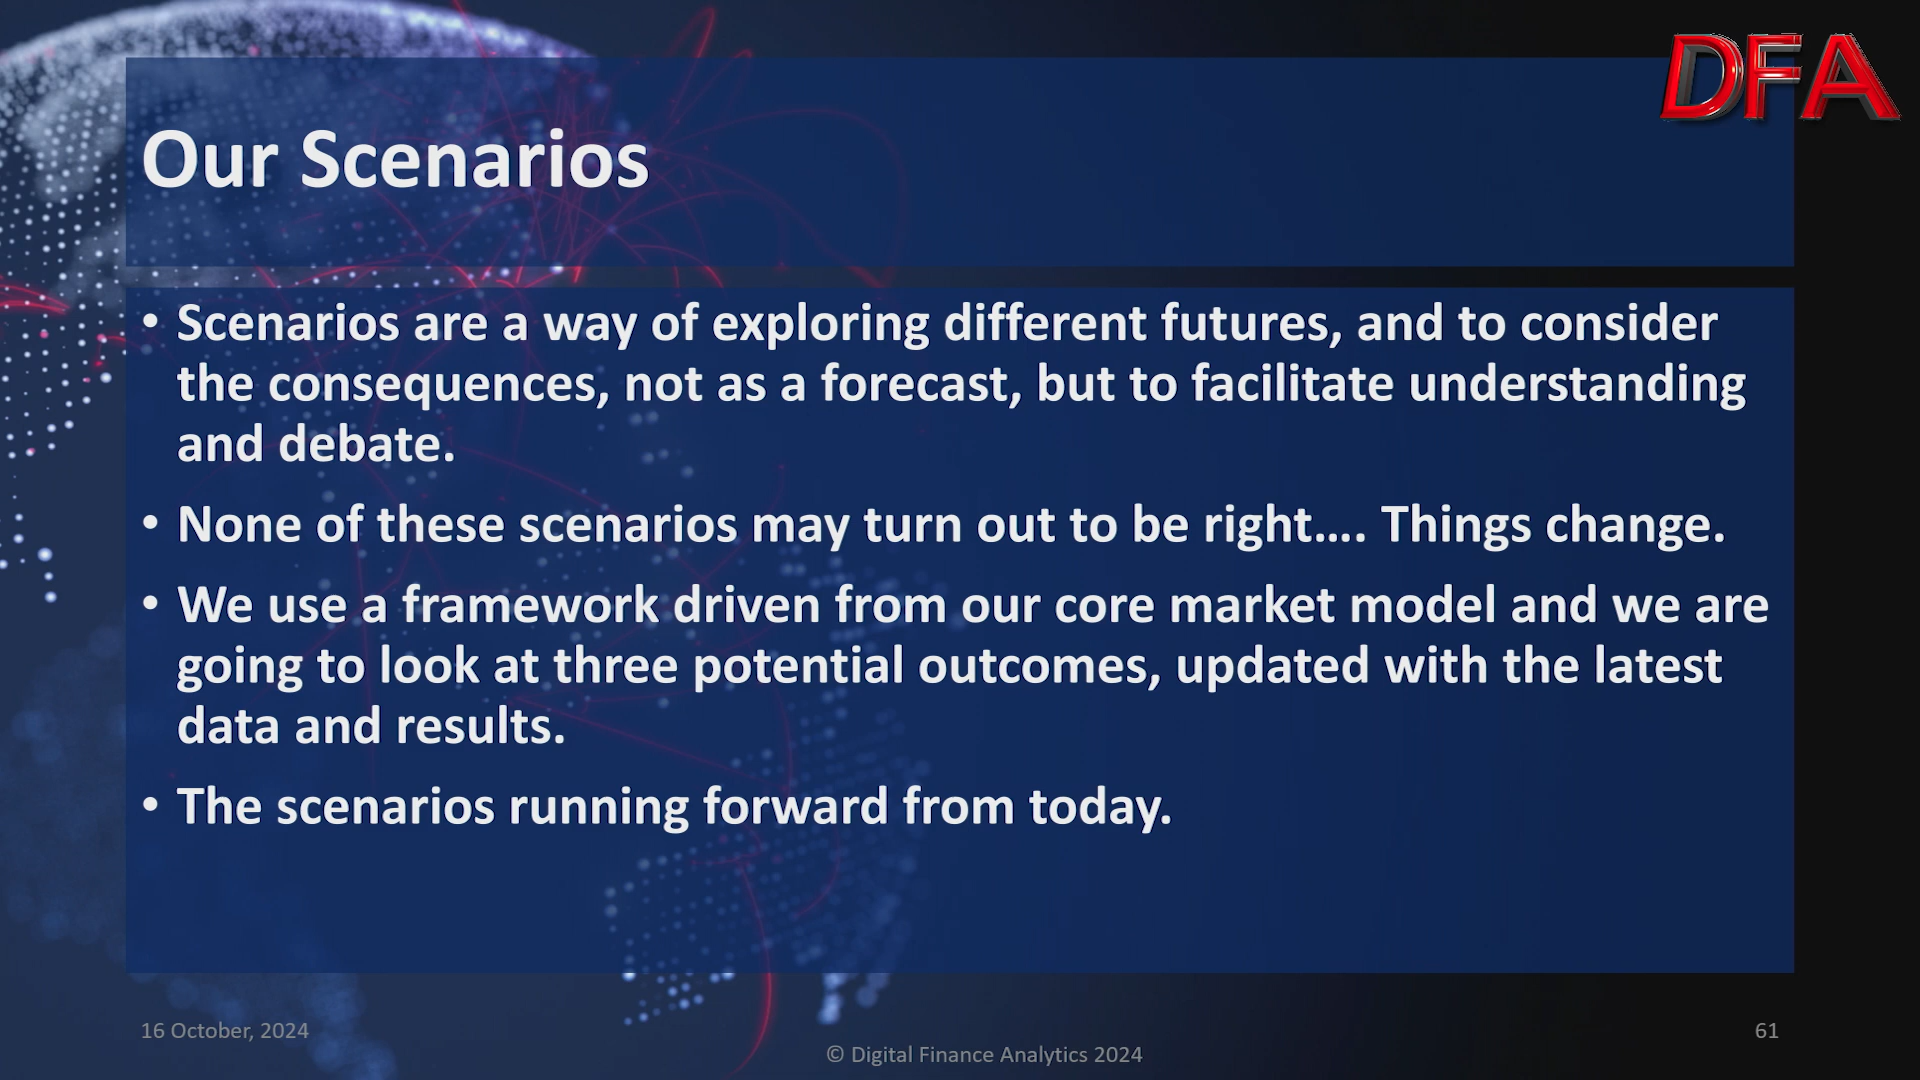 DFA
Our Scenarios
• Scenarios are a way of exploring different futures, and to consider
the consequences, not as a forecast, but to facilitate understanding
and debate.
• None of these scenarios may turn out to be right.... Things change.
• We use a framework driven from our core market model and we are
going to look at three potential outcomes, updated with the latest
data and results.
• The scenarios running forward from today.
16 October, 2024
61
© Digital Finance Analytics 2024